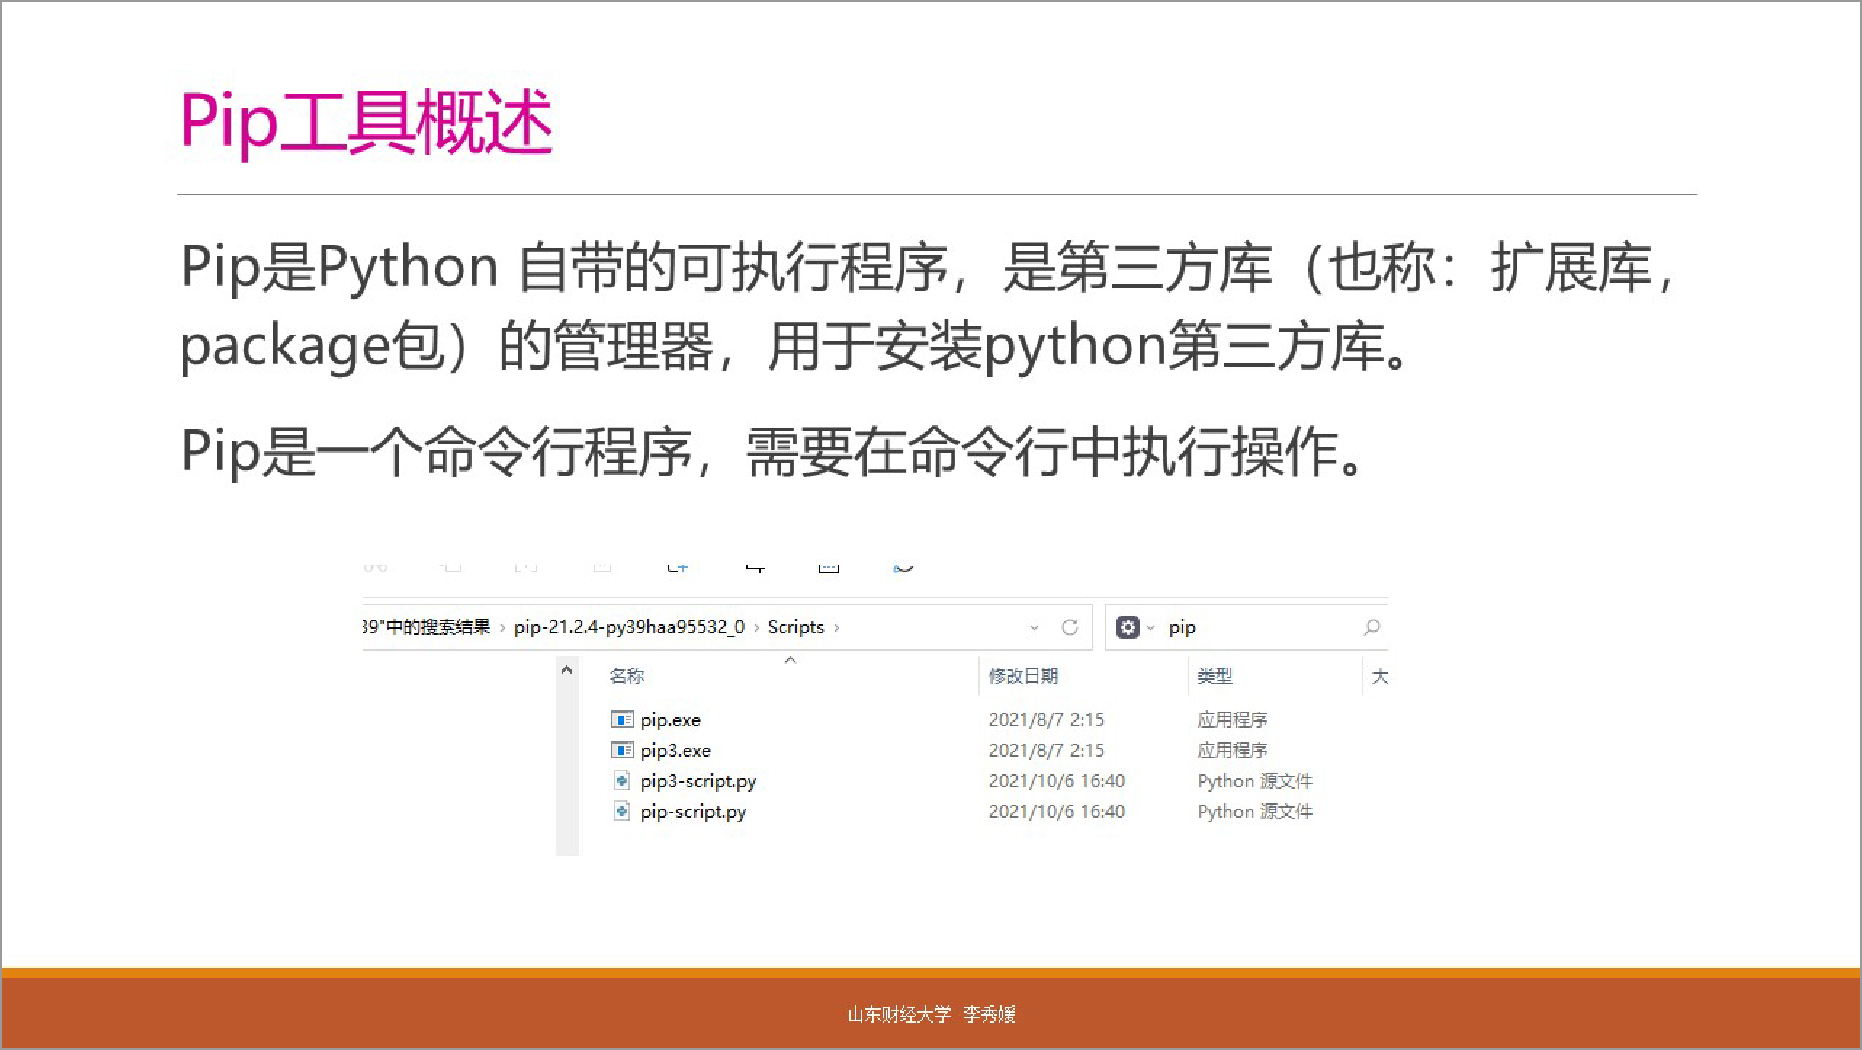 Pip工具概述
Pip是Python 自带的可执行程序，是第三方库（也称：扩展库，
package包）的管理器，用于安装python第三方库。
Pip是一个命令行程序，需要在命令行中执行操作。
39"中的搜索结果 › pip-21.2.4-py39haa95532_0 › Scripts ›
pip
名称 修改日期 类型 大
pip.exe 2021/8/7 2:15 应用程序
pip3.exe 2021/8/7 2:15 应用程序
pip3-script.py 2021/10/6 16:40 Python 源文件
pip-script.py 2021/10/6 16:40 Python 源文件
山东财经大学 李秀媛